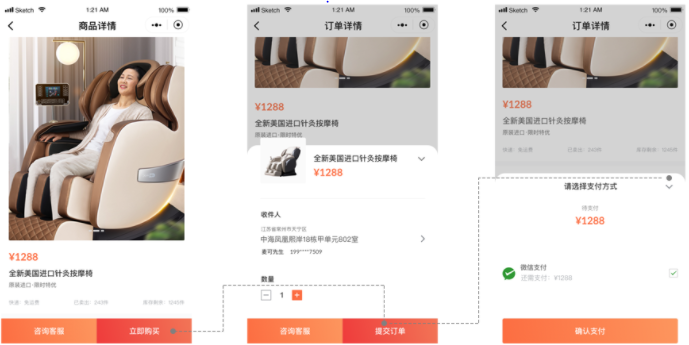 Sketch 1:21 AM 100%
商品详情
¥1288
全新美国进口针灸按摩椅
原装进口·限时特优
快递：免运费 已卖出：243件 库存剩余：1245件
咨询客服 立即购买
Sketch 1:21 AM 100%
订单详情
¥1288
全新美国进口针灸按摩椅
原装进口·限时特优
全新美国进口针灸按摩椅
¥1288
收件人
江苏省常州市天宁区
中海凤凰熙岸18栋甲单元802室
麦可先生 199****7509
数量
1
咨询客服 提交订单
Sketch 1:21 AM 100%
订单详情
¥1288
全新美国进口针灸按摩椅
原装进口·限时特优
快递：免运费 已卖出：243件 库存剩余：1245件
请选择支付方式
待支付
¥1288
微信支付
还需支付：¥1288
确认支付